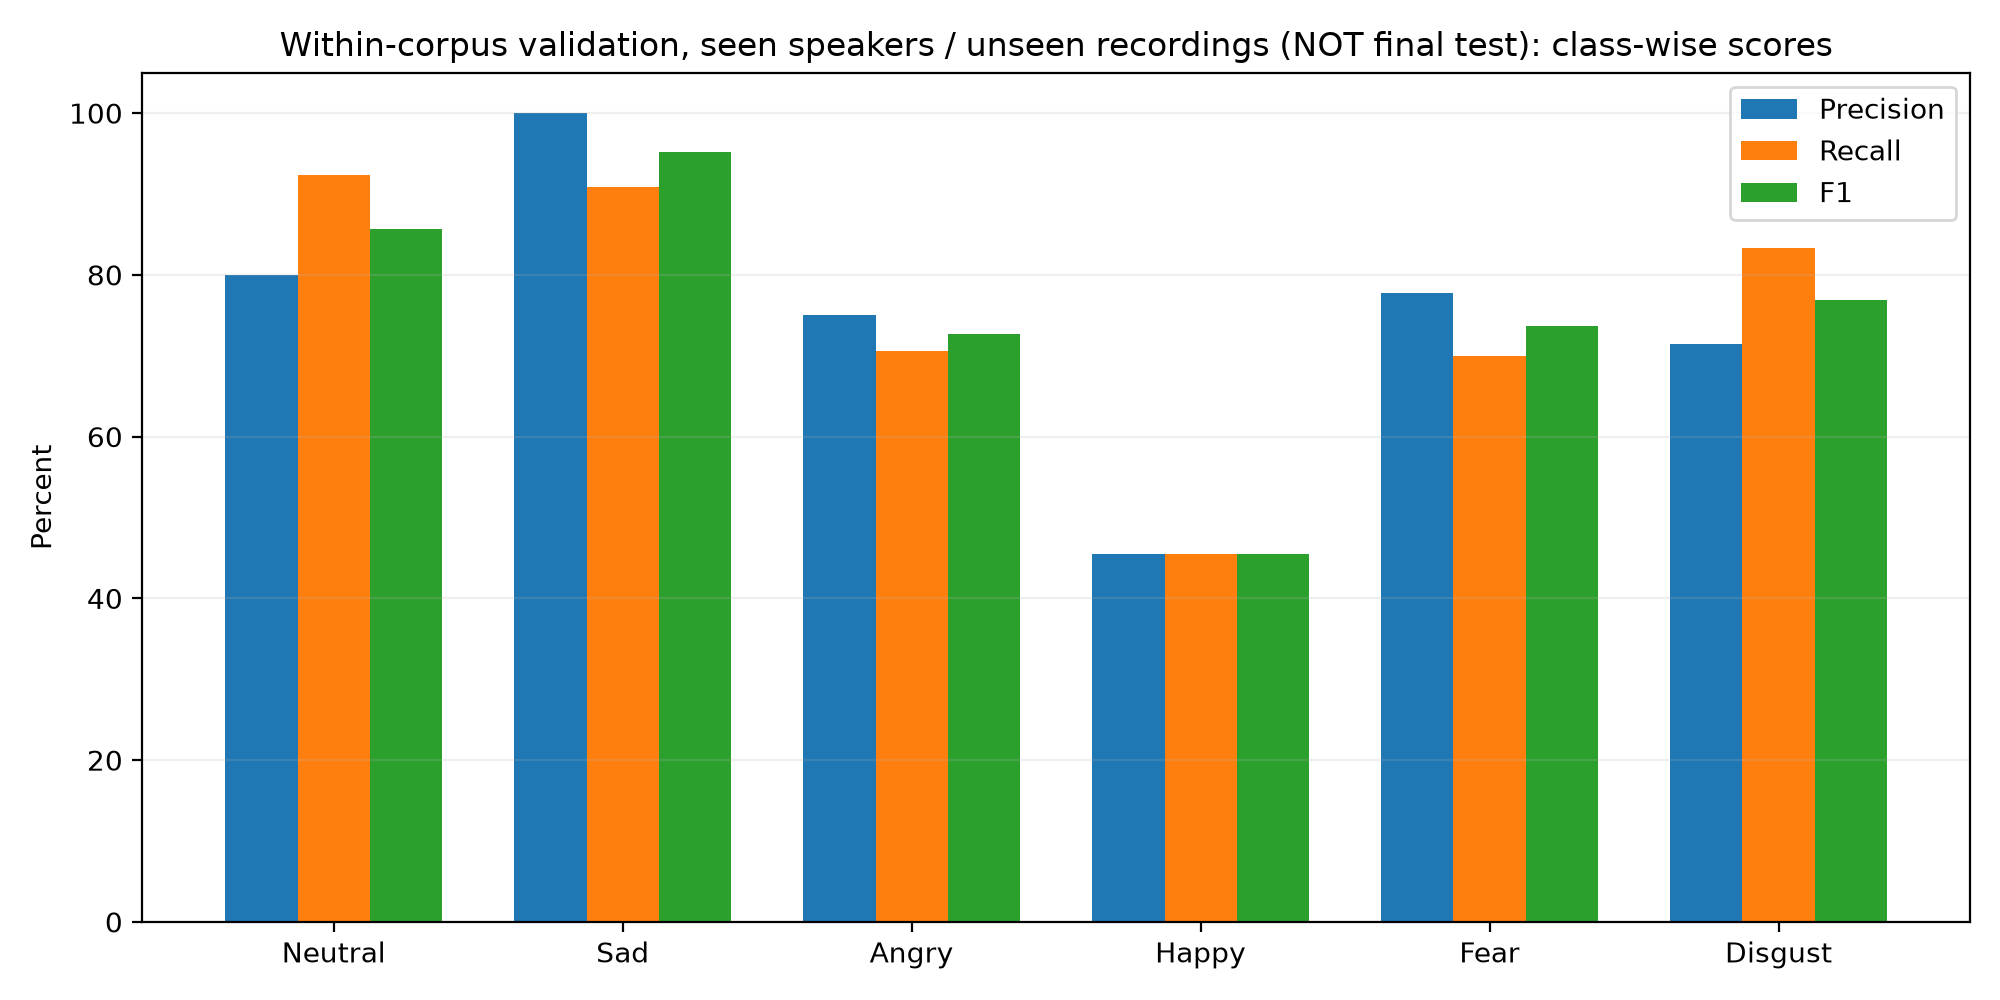 Within-corpus validation, seen speakers / unseen recordings (NOT final test): class-wise scores
Precision
Recall
F1
100
80
60
40
20
0
Percent
Neutral
Sad
Angry
Happy
Fear
Disgust